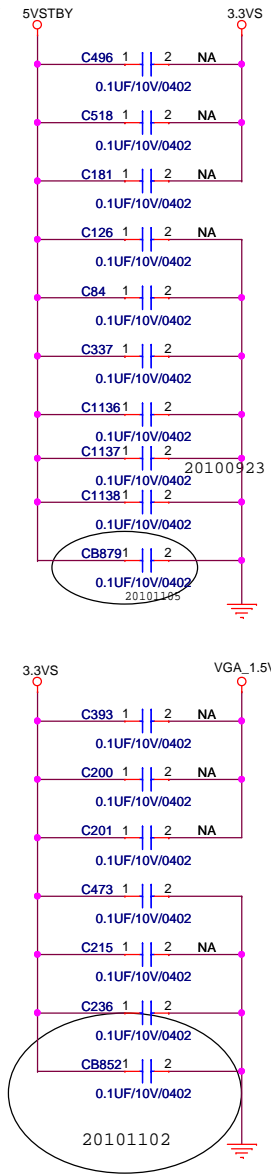 5VSTBY 3.3VS
C496 1 2 NA
0.1UF/10V/0402
C518 1 2 NA
0.1UF/10V/0402
C181 1 2 NA
0.1UF/10V/0402
C126 1 2 NA
0.1UF/10V/0402
C84 1 2
0.1UF/10V/0402
C337 1 2
0.1UF/10V/0402
C1136 1 2
0.1UF/10V/0402
C1137 1 2
20100923
0.1UF/10V/0402
C1138 1 2
0.1UF/10V/0402
CB879 1 2
0.1UF/10V/0402
20101105
3.3VS VGA_1.5V
C393 1 2 NA
0.1UF/10V/0402
C200 1 2 NA
0.1UF/10V/0402
C201 1 2 NA
0.1UF/10V/0402
C473 1 2
0.1UF/10V/0402
C215 1 2 NA
0.1UF/10V/0402
C236 1 2
0.1UF/10V/0402
CB852 1 2
0.1UF/10V/0402
20101102